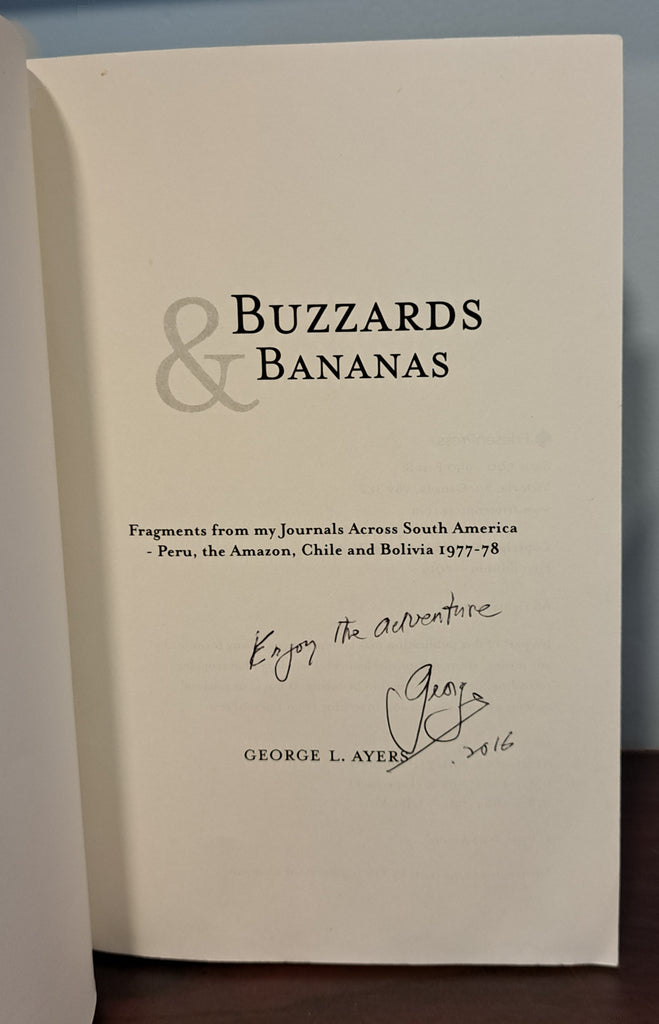 BUZZARDS
& BANANAS
Fragments from my Journals Across South America
- Peru, the Amazon, Chile and Bolivia 1977-78
Enjoy the adventure
George
GEORGE L. AYERS
. 2016